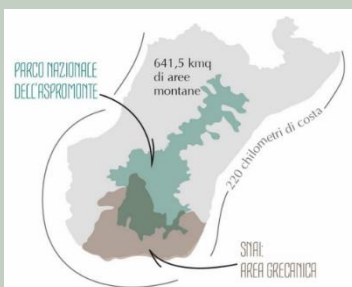 PARCO NAZIONALE
DELL'ASPROMONTE
641,5 kmq
di aree
montane
220 chilometri di costa
SNAI:
AREA GRECANICA